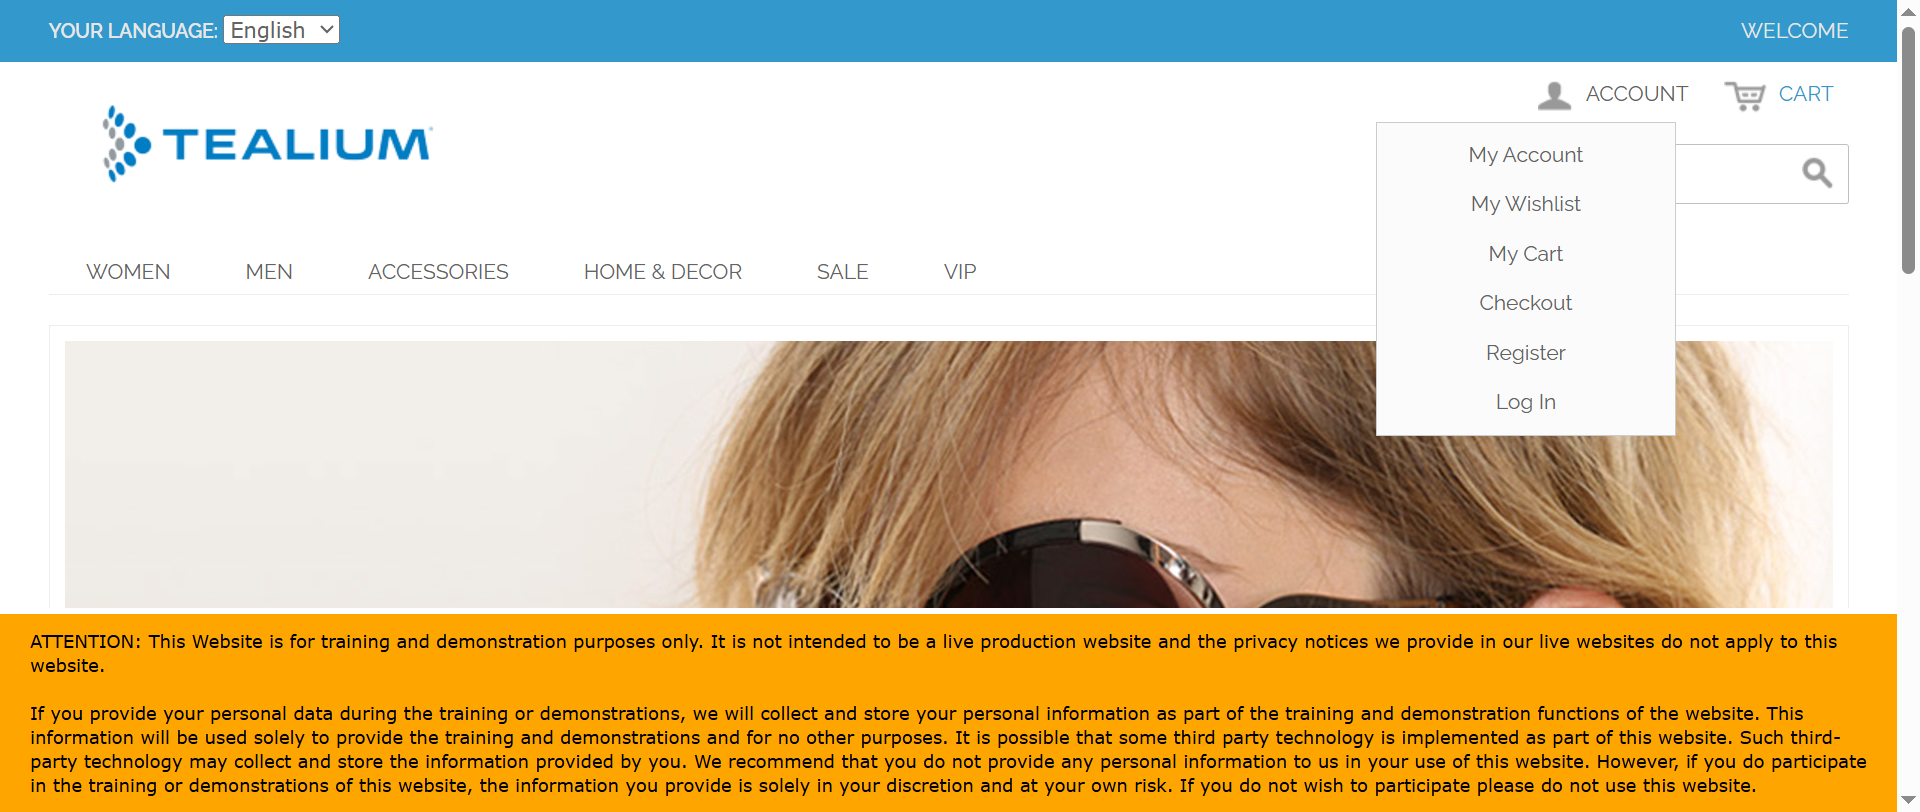 YOUR LANGUAGE: English
WELCOME
ACCOUNT
CART
TEALIUM
My Account
My Wishlist
My Cart
Checkout
Register
Log In
WOMEN
MEN
ACCESSORIES
HOME & DECOR
SALE
VIP
ATTENTION: This Website is for training and demonstration purposes only. It is not intended to be a live production website and the privacy notices we provide in our live websites do not apply to this
website.
If you provide your personal data during the training or demonstrations, we will collect and store your personal information as part of the training and demonstration functions of the website. This
information will be used solely to provide the training and demonstrations and for no other purposes. It is possible that some third party technology is implemented as part of this website. Such third-
party technology may collect and store the information provided by you. We recommend that you do not provide any personal information to us in your use of this website. However, if you do participate
in the training or demonstrations of this website, the information you provide is solely in your discretion and at your own risk. If you do not wish to participate please do not use this website.